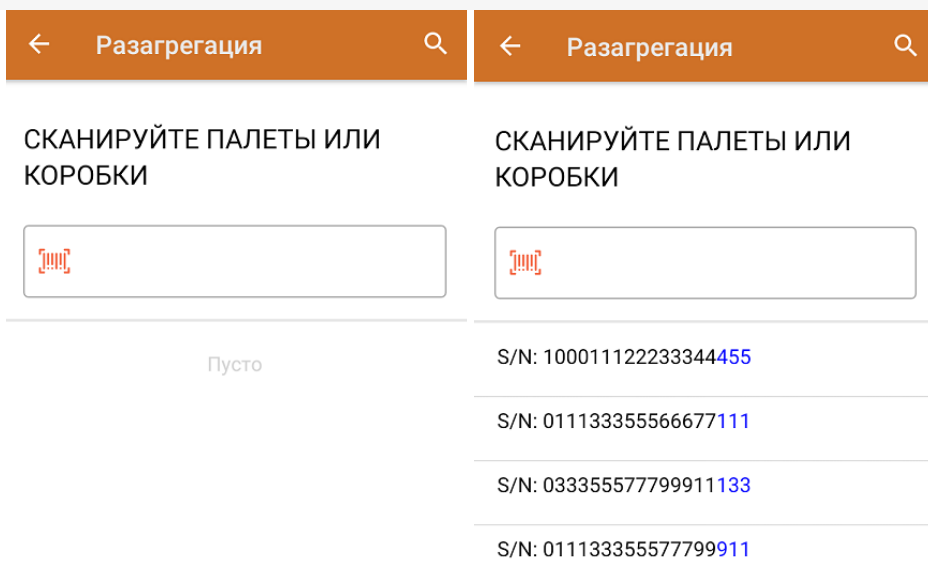 Разагрегация
СКАНИРУЙТЕ ПАЛЕТЫ ИЛИ
КОРОБКИ
Пусто
Разагрегация
СКАНИРУЙТЕ ПАЛЕТЫ ИЛИ
КОРОБКИ
S/N: 100011122233344455
S/N: 011133355566677111
S/N: 033355577799911133
S/N: 011133355577799911